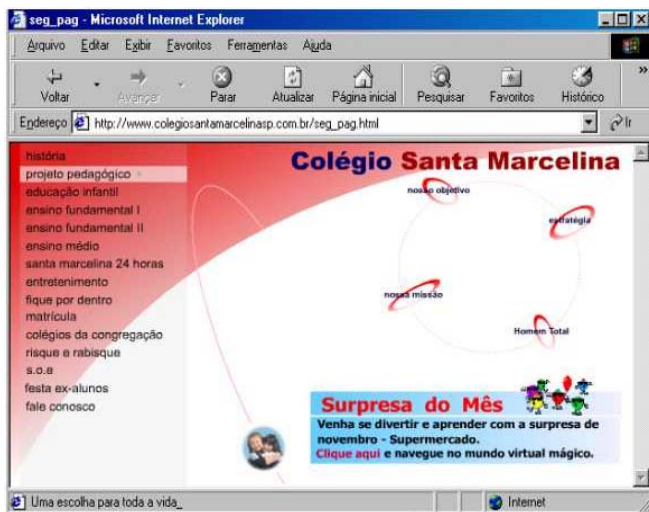 seg_pag - Microsoft Internet Explorer
Arquivo Editar Exibir Favoritos Ferramentas Ajuda
Voltar Avançar Parar Atualizar Página inicial Pesquisar Favoritos Histórico »
Endereço http://www.colegiosantamarcelinasp.com.br/seg_pag.html Ir
história
projeto pedagógico
educação infantil
ensino fundamental I
ensino fundamental II
ensino médio
santa marcelina 24 horas
entretenimento
fique por dentro
matrícula
colégios da congregação
risque e rabisque
s.o.e
festa ex-alunos
fale conosco
Colégio Santa Marcelina
nosso objetivo
estratégia
nossa missão
Homem Total
Surpresa do Mês
Venha se divertir e aprender com a surpresa de
novembro - Supermercado.
Clique aqui e navegue no mundo virtual mágico.
Uma escolha para toda a vida_ Internet